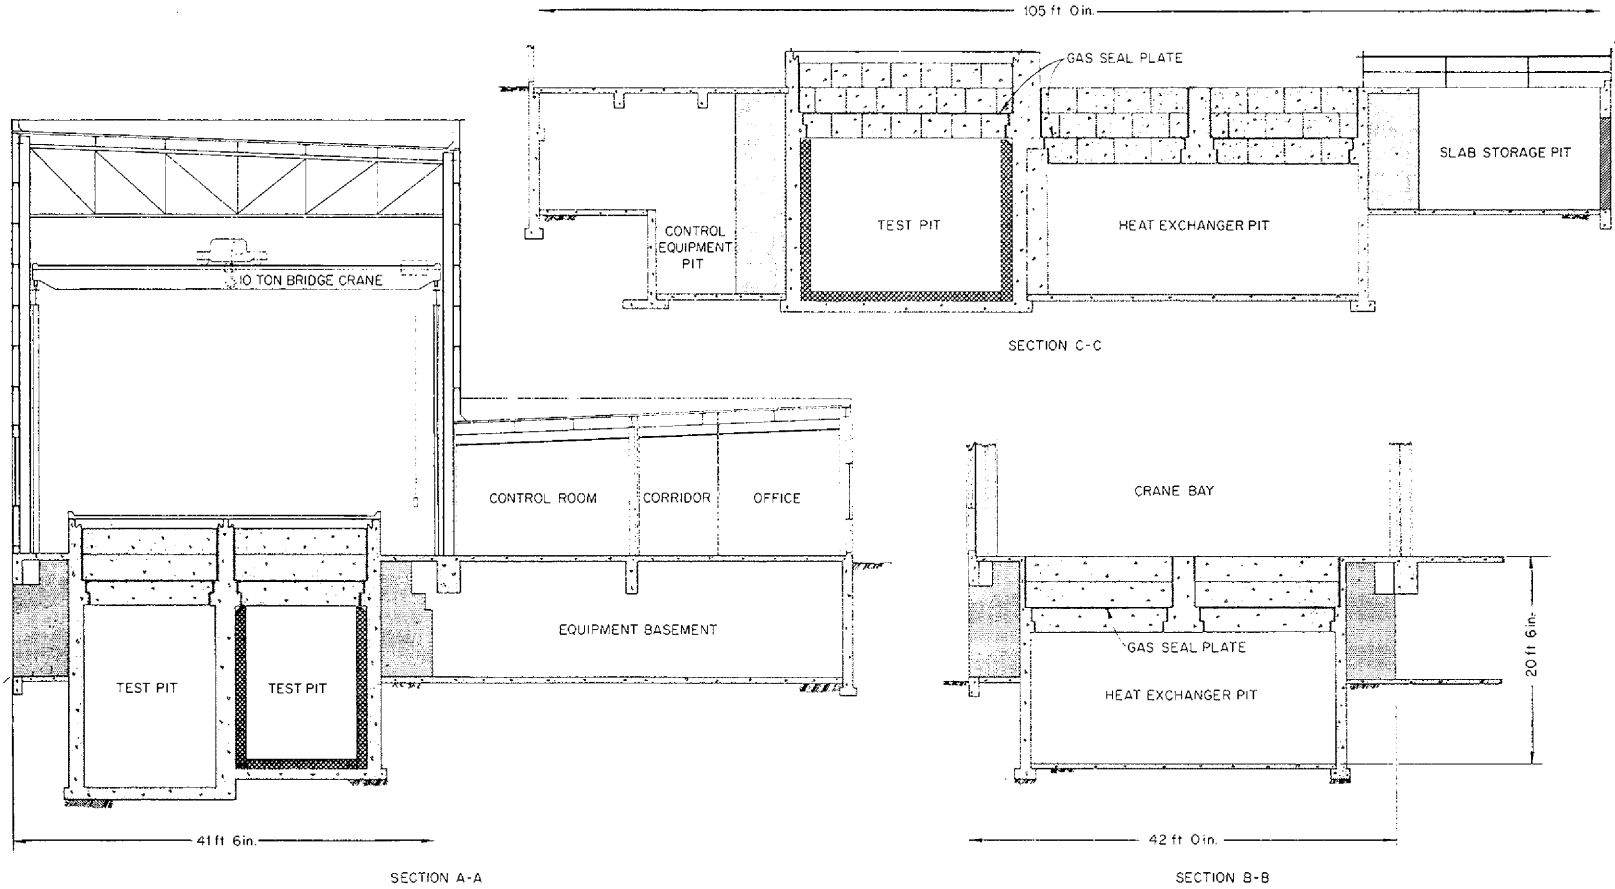 105 ft 0 in.
GAS SEAL PLATE
SLAB STORAGE PIT
CONTROL
EQUIPMENT
PIT
TEST PIT
HEAT EXCHANGER PIT
SECTION C-C
10 TON BRIDGE CRANE
CONTROL ROOM
CORRIDOR
OFFICE
EQUIPMENT BASEMENT
TEST PIT
TEST PIT
41 ft 6 in.
SECTION A-A
CRANE BAY
GAS SEAL PLATE
HEAT EXCHANGER PIT
20 ft 6 in.
42 ft 0 in.
SECTION B-B